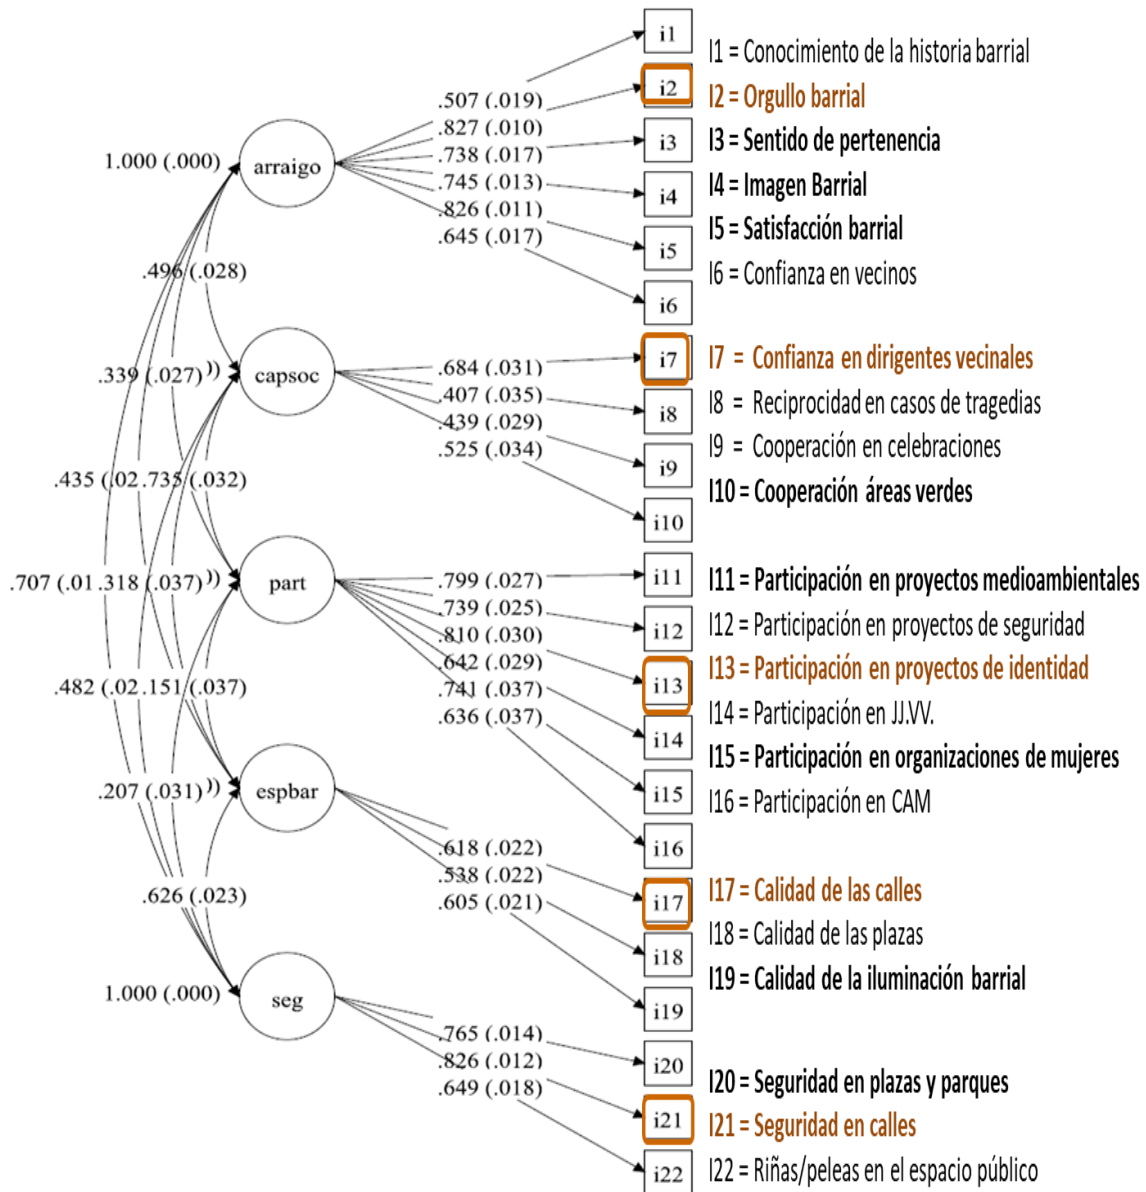 i1
I1 = Conocimiento de la historia barrial
i2
I2 = Orgullo barrial
.507 (.019)
.827 (.010)
i3
I3 = Sentido de pertenencia
1.000 (.000)
arraigo
.738 (.017)
.745 (.013)
i4
I4 = Imagen Barrial
.826 (.011)
.645 (.017)
i5
I5 = Satisfacción barrial
.496 (.028)
i6
I6 = Confianza en vecinos
.339 (.027)
capsoc
.684 (.031)
i7
I7 = Confianza en dirigentes vecinales
.407 (.035)
i8
I8 = Reciprocidad en casos de tragedias
.439 (.029)
.525 (.034)
i9
I9 = Cooperación en celebraciones
.435 (.02
.735 (.032)
i10
I10 = Cooperación áreas verdes
.707 (.01
.318 (.037)
part
.799 (.027)
i11
I11 = Participación en proyectos medioambientales
.739 (.025)
i12
I12 = Participación en proyectos de seguridad
.810 (.030)
.642 (.029)
i13
I13 = Participación en proyectos de identidad
.741 (.037)
.636 (.037)
i14
I14 = Participación en JJ.VV.
.482 (.02
.151 (.037)
i15
I15 = Participación en organizaciones de mujeres
.207 (.031)
espbar
i16
I16 = Participación en CAM
.618 (.022)
.538 (.022)
i17
I17 = Calidad de las calles
.605 (.021)
.626 (.023)
i18
I18 = Calidad de las plazas
i19
I19 = Calidad de la iluminación barrial
1.000 (.000)
seg
.765 (.014)
i20
I20 = Seguridad en plazas y parques
.826 (.012)
.649 (.018)
i21
I21 = Seguridad en calles
i22
I22 = Riñas/peleas en el espacio público